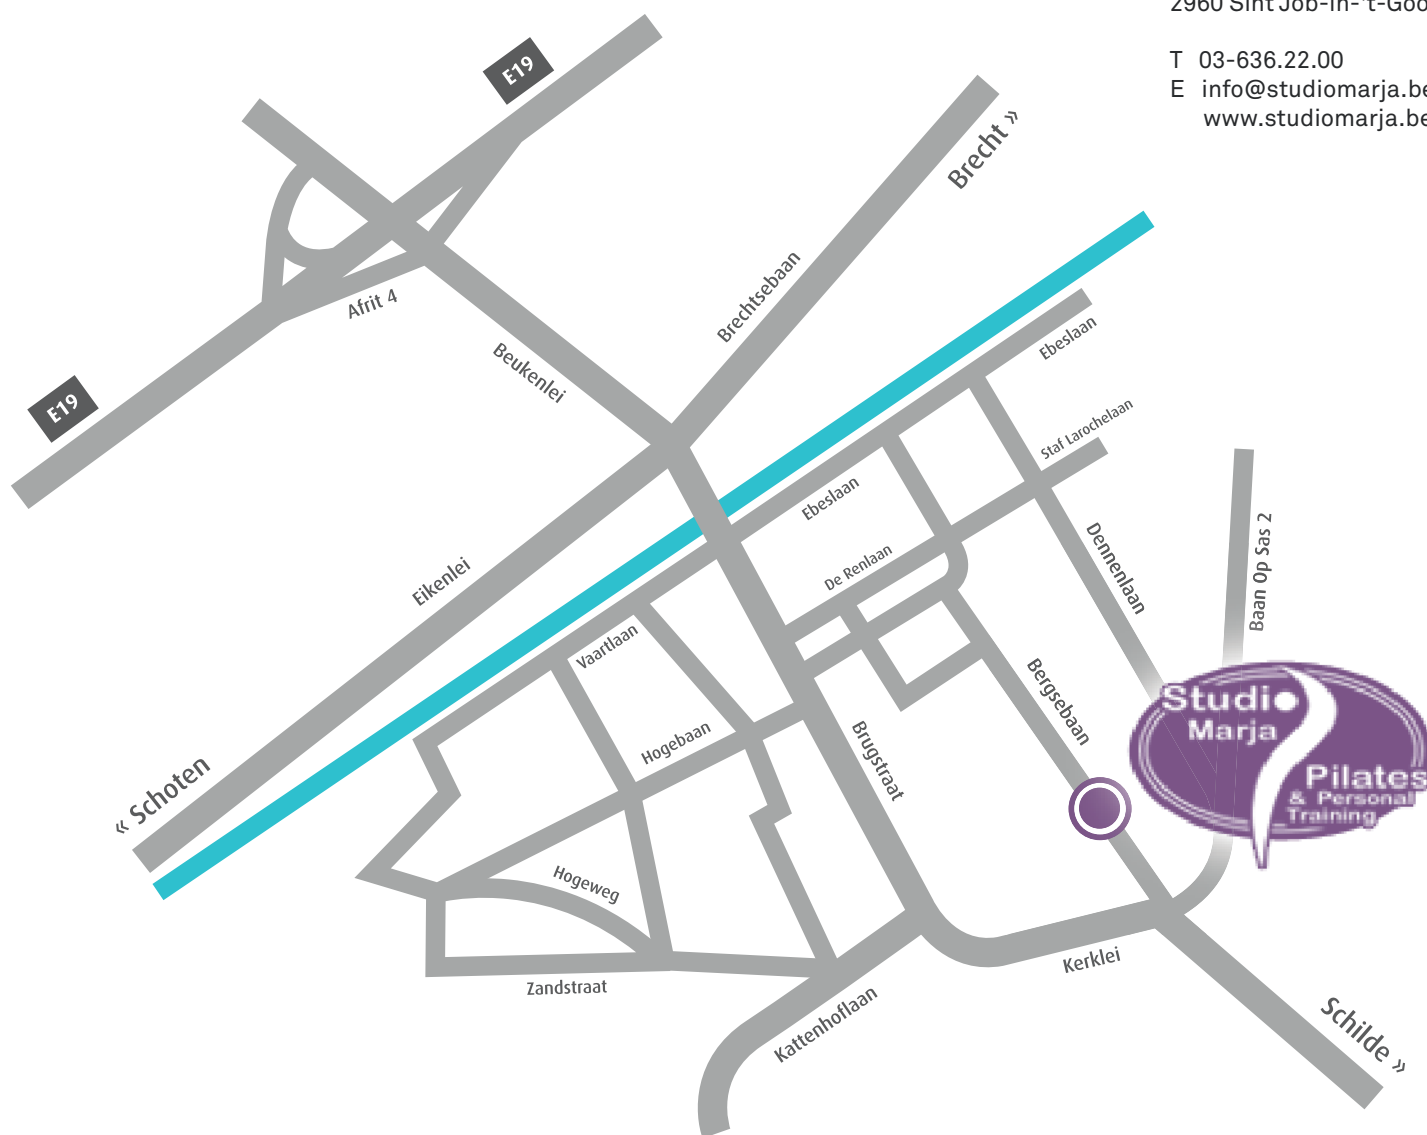 2960 Sint Job-in-'t-Goo
T 03-636.22.00
E info@studiomarja.be
www.studiomarja.be
E19
Brecht »
Brechtsebaan
Afrit 4
Beukenlei
E19
Ebeslaan
Staf Larochelaan
Ebeslaan
Dennenlaan
Baan Op Sas 2
De Renlaan
Eikenlei
Vaartlaan
Bergsebaan
Studio
Marja
Pilates
& Personal
Training
Hogebaan
Brugstraat
« Schoten
Hogeweg
Zandstraat
Kerklei
Kattenhoflaan
Schilde »